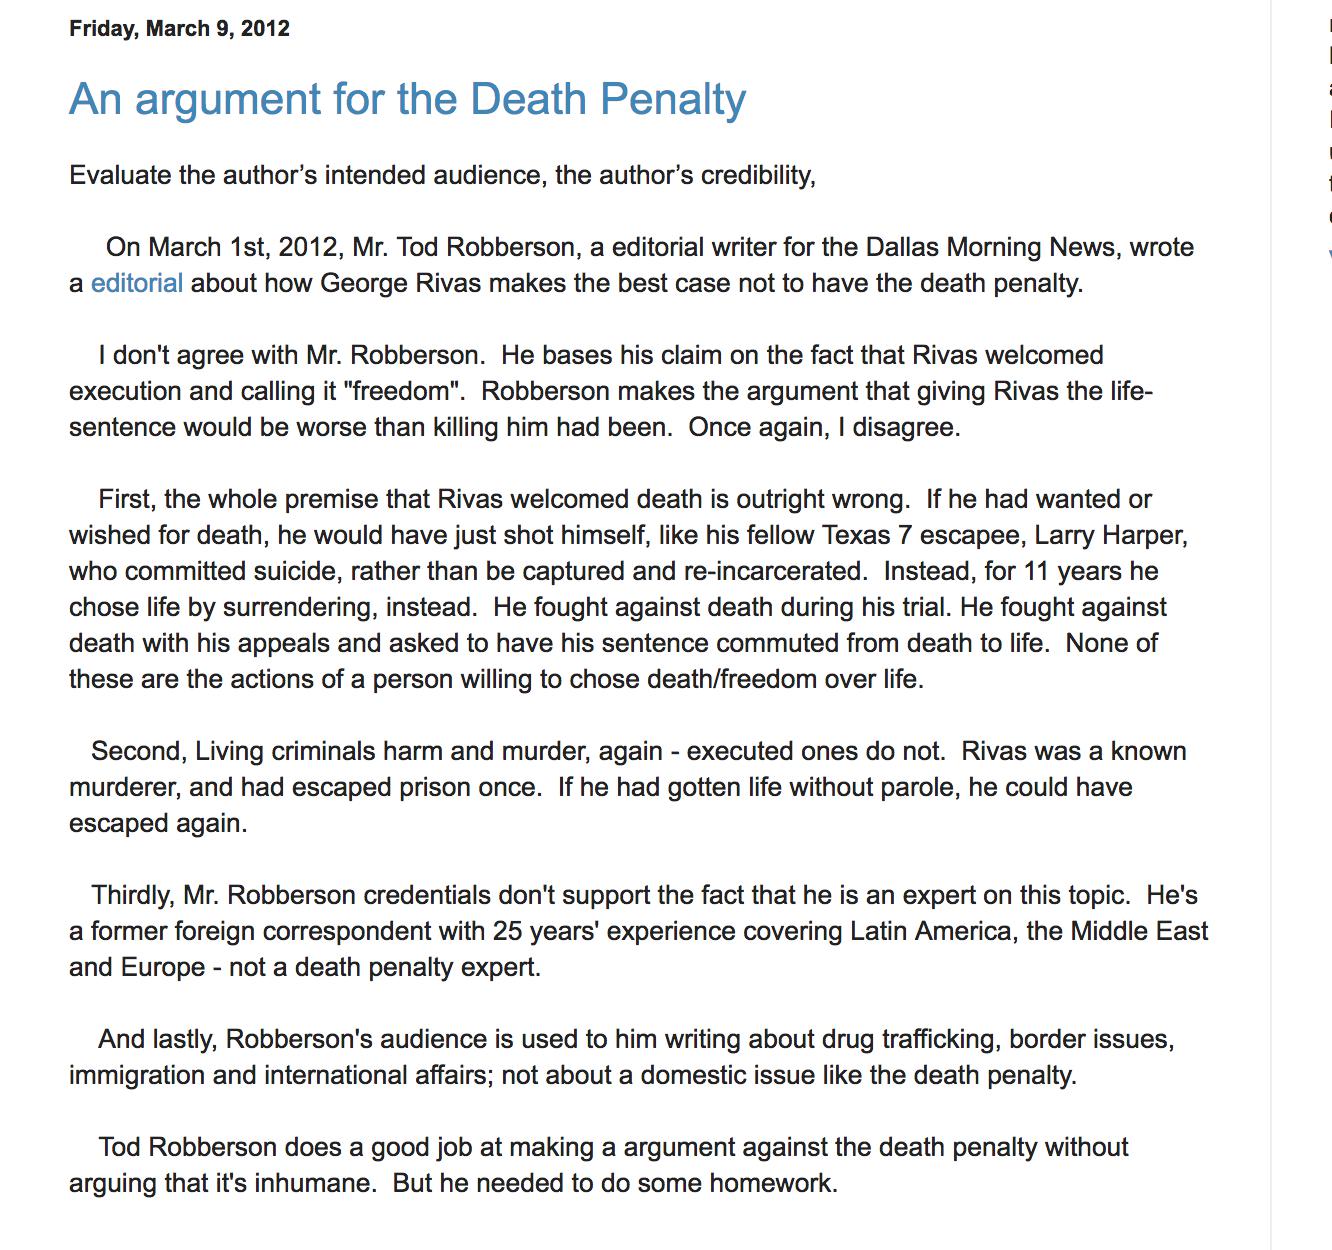 Friday, March 9, 2012
An argument for the Death Penalty
Evaluate the author’s intended audience, the author’s credibility,
On March 1st, 2012, Mr. Tod Robberson, a editorial writer for the Dallas Morning News, wrote
a editorial about how George Rivas makes the best case not to have the death penalty.
I don't agree with Mr. Robberson.  He bases his claim on the fact that Rivas welcomed
execution and calling it "freedom".  Robberson makes the argument that giving Rivas the life-
sentence would be worse than killing him had been.  Once again, I disagree.
First, the whole premise that Rivas welcomed death is outright wrong.  If he had wanted or
wished for death, he would have just shot himself, like his fellow Texas 7 escapee, Larry Harper,
who committed suicide, rather than be captured and re-incarcerated.  Instead, for 11 years he
chose life by surrendering, instead.  He fought against death during his trial. He fought against
death with his appeals and asked to have his sentence commuted from death to life.  None of
these are the actions of a person willing to chose death/freedom over life.
Second, Living criminals harm and murder, again - executed ones do not.  Rivas was a known
murderer, and had escaped prison once.  If he had gotten life without parole, he could have
escaped again.
Thirdly, Mr. Robberson credentials don't support the fact that he is an expert on this topic.  He's
a former foreign correspondent with 25 years' experience covering Latin America, the Middle East
and Europe - not a death penalty expert.
And lastly, Robberson's audience is used to him writing about drug trafficking, border issues,
immigration and international affairs; not about a domestic issue like the death penalty.
Tod Robberson does a good job at making a argument against the death penalty without
arguing that it's inhumane.  But he needed to do some homework.